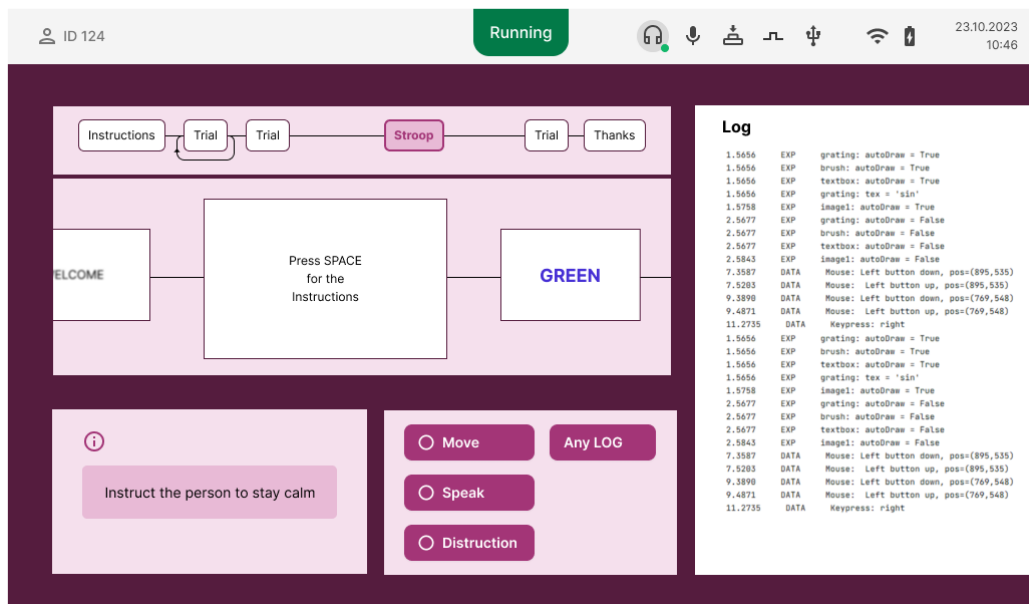 ID 124
Running
23.10.2023
10:46
Instructions
Trial
Trial
Stroop
Trial
Thanks
ELCOME
Press SPACE
for the
Instructions
GREEN
Instruct the person to stay calm
Move
Any LOG
Speak
Distruction
Log
1.5656 EXP grating: autoDraw = True
1.5656 EXP brush: autoDraw = True
1.5656 EXP textbox: autoDraw = True
1.5656 EXP grating: tex = 'sin'
1.5758 EXP image1: autoDraw = True
2.5677 EXP grating: autoDraw = False
2.5677 EXP brush: autoDraw = False
2.5677 EXP textbox: autoDraw = False
2.5843 EXP image1: autoDraw = False
7.3587 DATA Mouse: Left button down, pos=(895,535)
7.5203 DATA Mouse: Left button up, pos=(895,535)
9.3890 DATA Mouse: Left button down, pos=(769,548)
9.4871 DATA Mouse: Left button up, pos=(769,548)
11.2735 DATA Keypress: right
1.5656 EXP grating: autoDraw = True
1.5656 EXP brush: autoDraw = True
1.5656 EXP textbox: autoDraw = True
1.5656 EXP grating: tex = 'sin'
1.5758 EXP image1: autoDraw = True
2.5677 EXP grating: autoDraw = False
2.5677 EXP brush: autoDraw = False
2.5677 EXP textbox: autoDraw = False
2.5843 EXP image1: autoDraw = False
7.3587 DATA Mouse: Left button down, pos=(895,535)
7.5203 DATA Mouse: Left button up, pos=(895,535)
9.3890 DATA Mouse: Left button down, pos=(769,548)
9.4871 DATA Mouse: Left button up, pos=(769,548)
11.2735 DATA Keypress: right